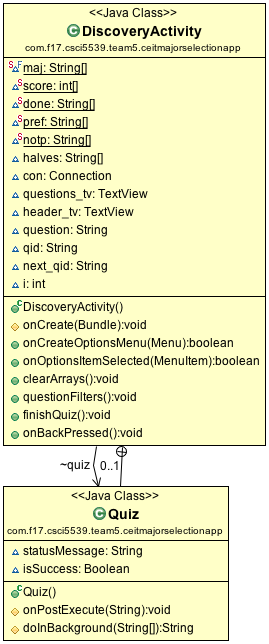 <<Java Class>>
DiscoveryActivity
com.f17.csci5539.team5.ceitmajorselectionapp
maj: String[]
score: int[]
done: String[]
pref: String[]
notp: String[]
halves: String[]
con: Connection
questions_tv: TextView
header_tv: TextView
question: String
qid: String
next_qid: String
i: int
DiscoveryActivity()
onCreate(Bundle):void
onCreateOptionsMenu(Menu):boolean
onOptionsItemSelected(MenuItem):boolean
clearArrays():void
questionFilters():void
finishQuiz():void
onBackPressed():void
~quiz 0..1
<<Java Class>>
Quiz
com.f17.csci5539.team5.ceitmajorselectionapp
statusMessage: String
isSuccess: Boolean
Quiz()
onPostExecute(String):void
doInBackground(String[]):String